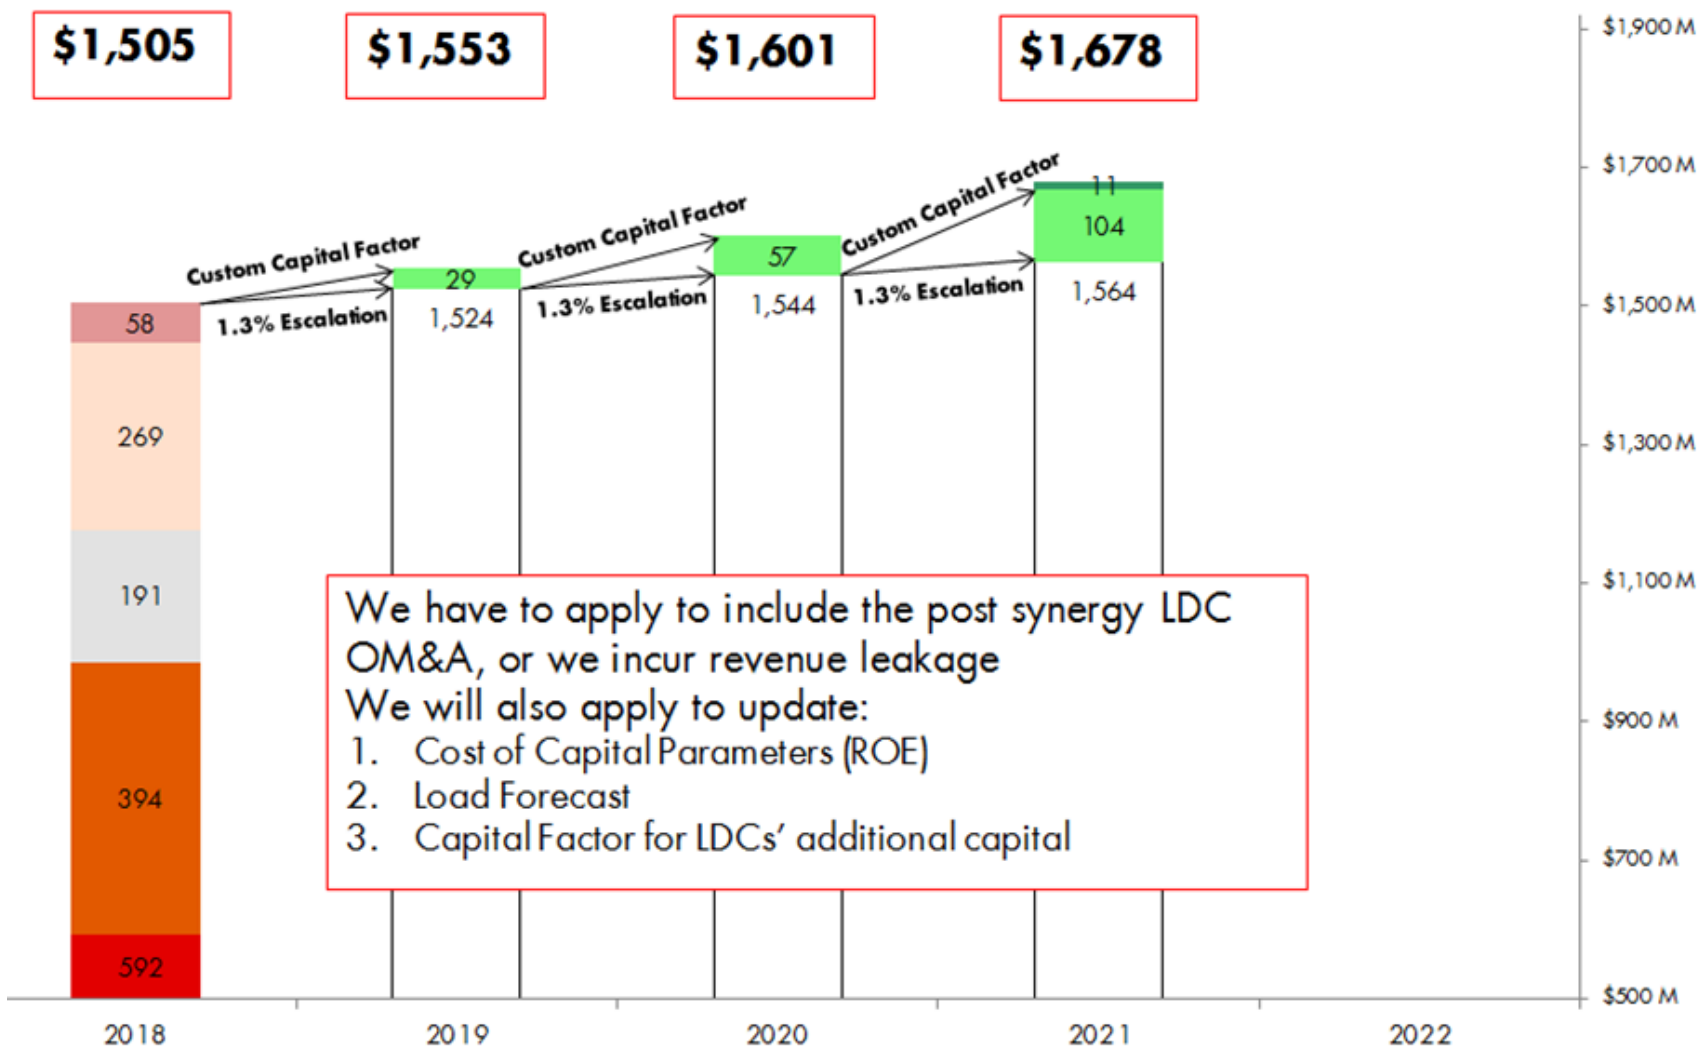 $1,505
$1,553
$1,601
$1,678
$1,900 M
$1,700 M
$1,500 M
$1,300 M
$1,100 M
$900 M
$700 M
$500 M
58
269
191
394
592
Custom Capital Factor
1.3% Escalation
29
1,524
Custom Capital Factor
1.3% Escalation
57
1,544
Custom Capital Factor
1.3% Escalation
11
104
1,564
We have to apply to include the post synergy LDC
OM&A, or we incur revenue leakage
We will also apply to update:
1. Cost of Capital Parameters (ROE)
2. Load Forecast
3. Capital Factor for LDCs' additional capital
2018
2019
2020
2021
2022